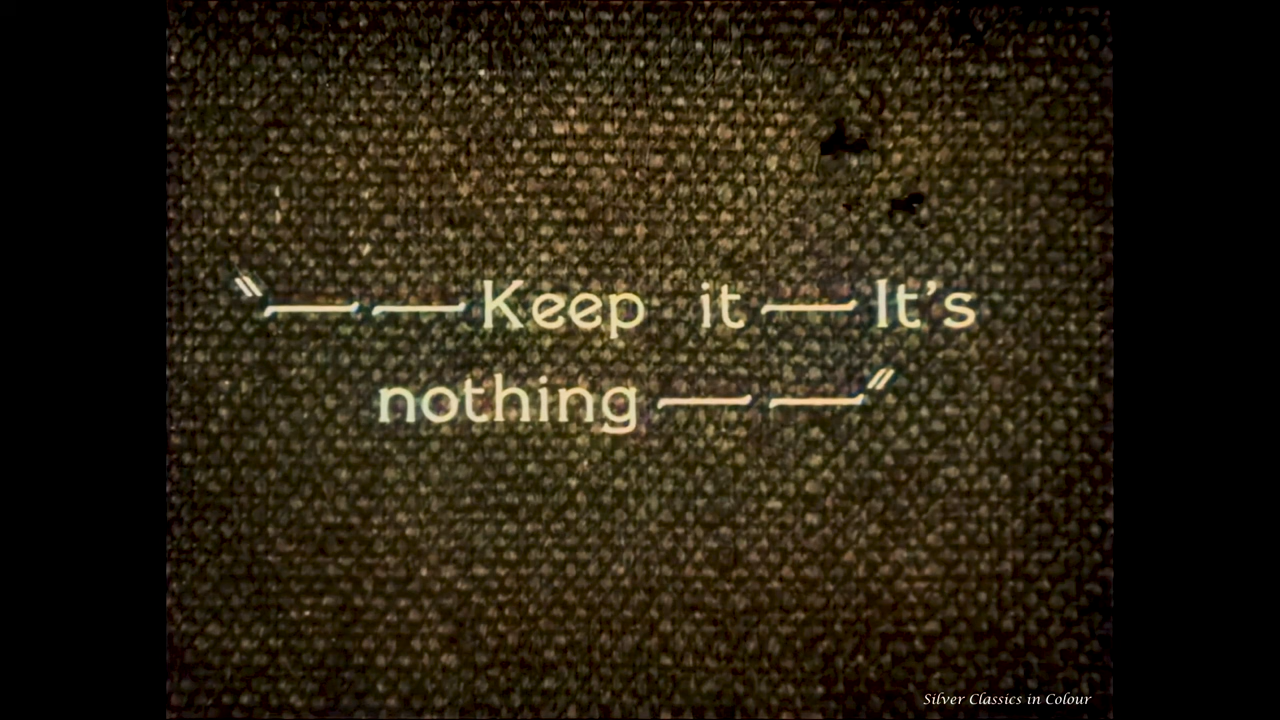 "— — Keep it — It's
nothing — —"
Silver Classics in Colour